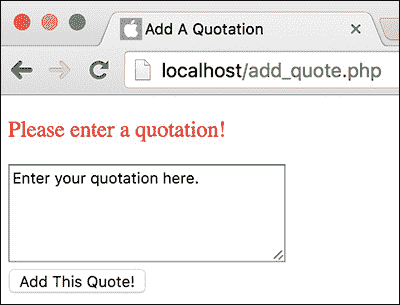 Add A Quotation
localhost/add_quote.php
Please enter a quotation!
Enter your quotation here.
Add This Quote!